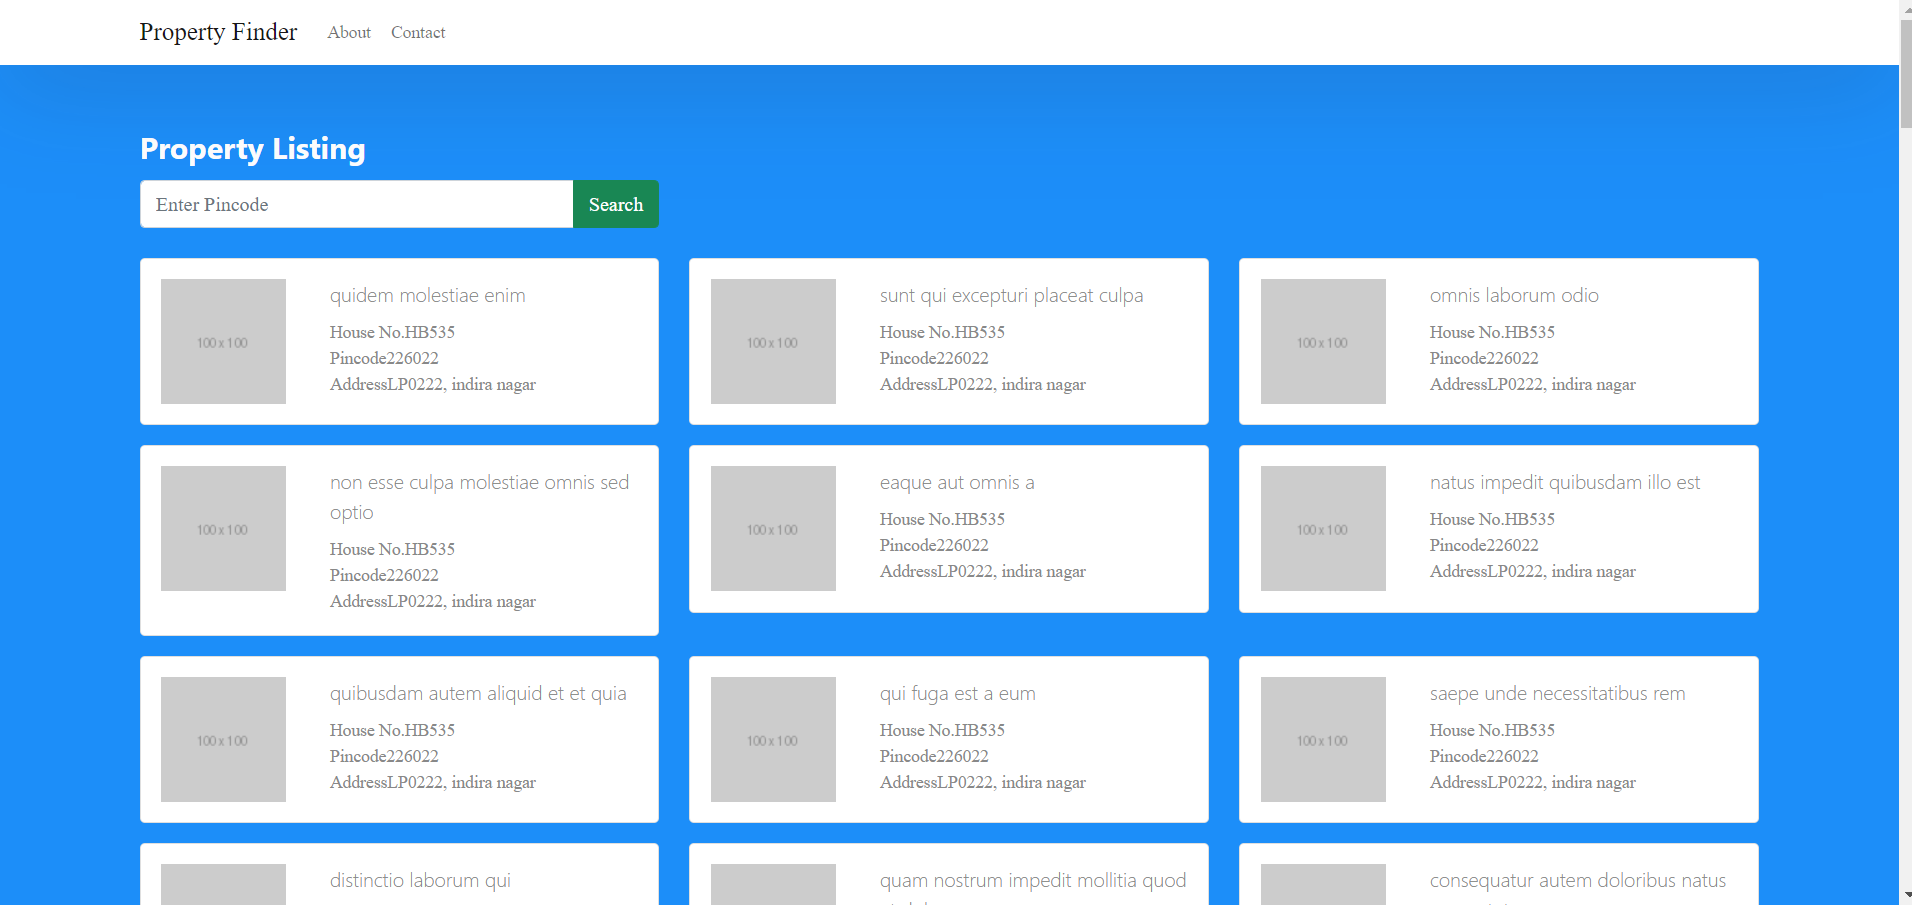 Property Finder About Contact
Property Listing
Enter Pincode Search
100 x 100
quidem molestiae enim
House No.HB535
Pincode226022
AddressLP0222, indira nagar
100 x 100
sunt qui excepturi placeat culpa
House No.HB535
Pincode226022
AddressLP0222, indira nagar
100 x 100
omnis laborum odio
House No.HB535
Pincode226022
AddressLP0222, indira nagar
100 x 100
non esse culpa molestiae omnis sed
optio
House No.HB535
Pincode226022
AddressLP0222, indira nagar
100 x 100
eaque aut omnis a
House No.HB535
Pincode226022
AddressLP0222, indira nagar
100 x 100
natus impedit quibusdam illo est
House No.HB535
Pincode226022
AddressLP0222, indira nagar
100 x 100
quibusdam autem aliquid et et quia
House No.HB535
Pincode226022
AddressLP0222, indira nagar
100 x 100
qui fuga est a eum
House No.HB535
Pincode226022
AddressLP0222, indira nagar
100 x 100
saepe unde necessitatibus rem
House No.HB535
Pincode226022
AddressLP0222, indira nagar
distinctio laborum qui
quam nostrum impedit mollitia quod
consequatur autem doloribus natus